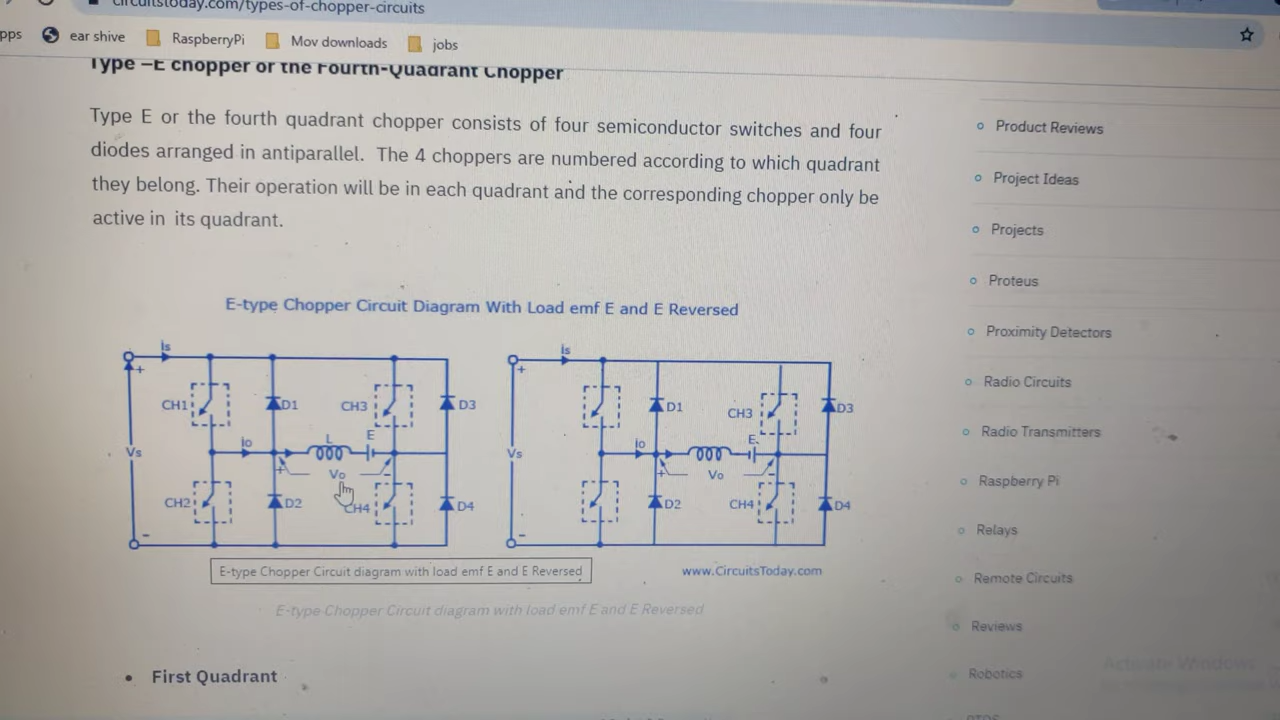 circuitstoday.com/types-of-chopper-circuits
pps
ear shive
RaspberryPi
Mov downloads
jobs
Type –E chopper or the Fourth-Quadrant Chopper
Type E or the fourth quadrant chopper consists of four semiconductor switches and four
diodes arranged in antiparallel. The 4 choppers are numbered according to which quadrant
they belong. Their operation will be in each quadrant and the corresponding chopper only be
active in its quadrant.
E-type Chopper Circuit Diagram With Load emf E and E Reversed
is
+
CH1
D1
CH3
D3
Vs
io
L
E
+
Vo
-
CH2
D2
CH4
D4
-
is
+
D1
CH3
D3
Vs
io
E
+
Vo
-
D2
CH4
D4
-
E-type Chopper Circuit diagram with load emf E and E Reversed
www.CircuitsToday.com
E-type Chopper Circuit diagram with load emf E and E Reversed
• First Quadrant
Product Reviews
Project Ideas
Projects
Proteus
Proximity Detectors
Radio Circuits
Radio Transmitters
Raspberry Pi
Relays
Remote Circuits
Reviews
Robotics
RTOS
Activate Windows